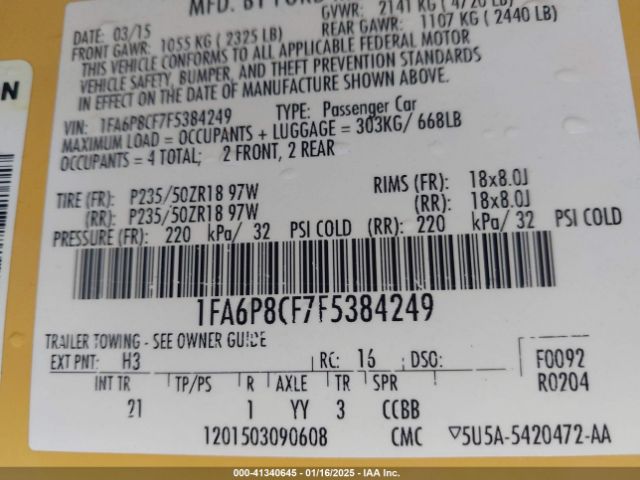 MFD. BY FORD
GVWR: 2141 KG ( 4720 LB)
DATE: 03/15
FRONT GAWR: 1055 KG ( 2325 LB)
REAR GAWR: 1107 KG ( 2440 LB)
THIS VEHICLE CONFORMS TO ALL APPLICABLE FEDERAL MOTOR
VEHICLE SAFETY, BUMPER, AND THEFT PREVENTION STANDARDS
IN EFFECT ON THE DATE OF MANUFACTURE SHOWN ABOVE.
VIN: 1FA6P8CF7F5384249 TYPE: Passenger Car
MAXIMUM LOAD = OCCUPANTS + LUGGAGE = 303KG/ 668LB
OCCUPANTS = 4 TOTAL; 2 FRONT, 2 REAR
TIRE (FR): P235/50ZR18 97W RIMS (FR): 18x8.0J
(RR): P235/50ZR18 97W (RR): 18x8.0J
PRESSURE (FR): 220 kPa/ 32 PSI COLD (RR): 220 kPa/ 32 PSI COLD
1FA6P8CF7F5384249
TRAILER TOWING - SEE OWNER GUIDE
EXT PNT: H3 RC: 16 DSO: F0092
INT TR TP/PS R AXLE TR SPR R0204
21 1 YY 3 CCBB
1201503090608 CMC ▽5U5A-5420472-AA
N
000-41340645 - 01/16/2025 - IAA Inc.